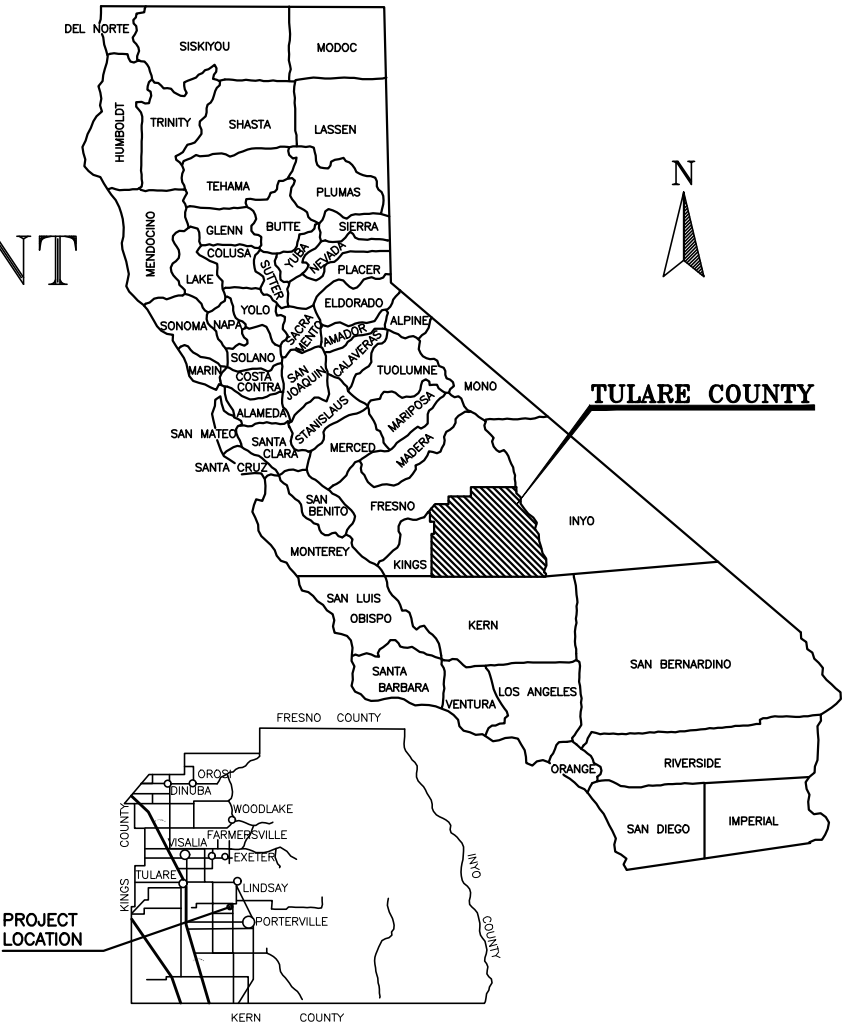 DEL NORTE
SISKIYOU
MODOC
HUMBOLDT
TRINITY
SHASTA
LASSEN
N
TEHAMA
PLUMAS
MENDOCINO
GLENN
BUTTE
SIERRA
NT
COLUSA
YUBA
NEVADA
LAKE
SUTTER
PLACER
YOLO
ELDORADO
SONOMA
NAPA
SACRA
MENTO
AMADOR
ALPINE
SOLANO
CALAVERAS
MARIN
COSTA
CONTRA
SAN
JOAQUIN
TUOLUMNE
MONO
TULARE COUNTY
ALAMEDA
STANISLAUS
MARIPOSA
SAN MATEO
SANTA
CLARA
MERCED
MADERA
SANTA CRUZ
SAN
BENITO
FRESNO
INYO
MONTEREY
KINGS
SAN LUIS
OBISPO
KERN
SANTA
BARBARA
VENTURA
LOS ANGELES
SAN BERNARDINO
ORANGE
RIVERSIDE
SAN DIEGO
IMPERIAL
FRESNO COUNTY
OROSI
DINUBA
WOODLAKE
KINGS COUNTY
FARMERSVILLE
VISALIA
EXETER
TULARE
LINDSAY
INYO COUNTY
PORTERVILLE
PROJECT
LOCATION
KERN COUNTY